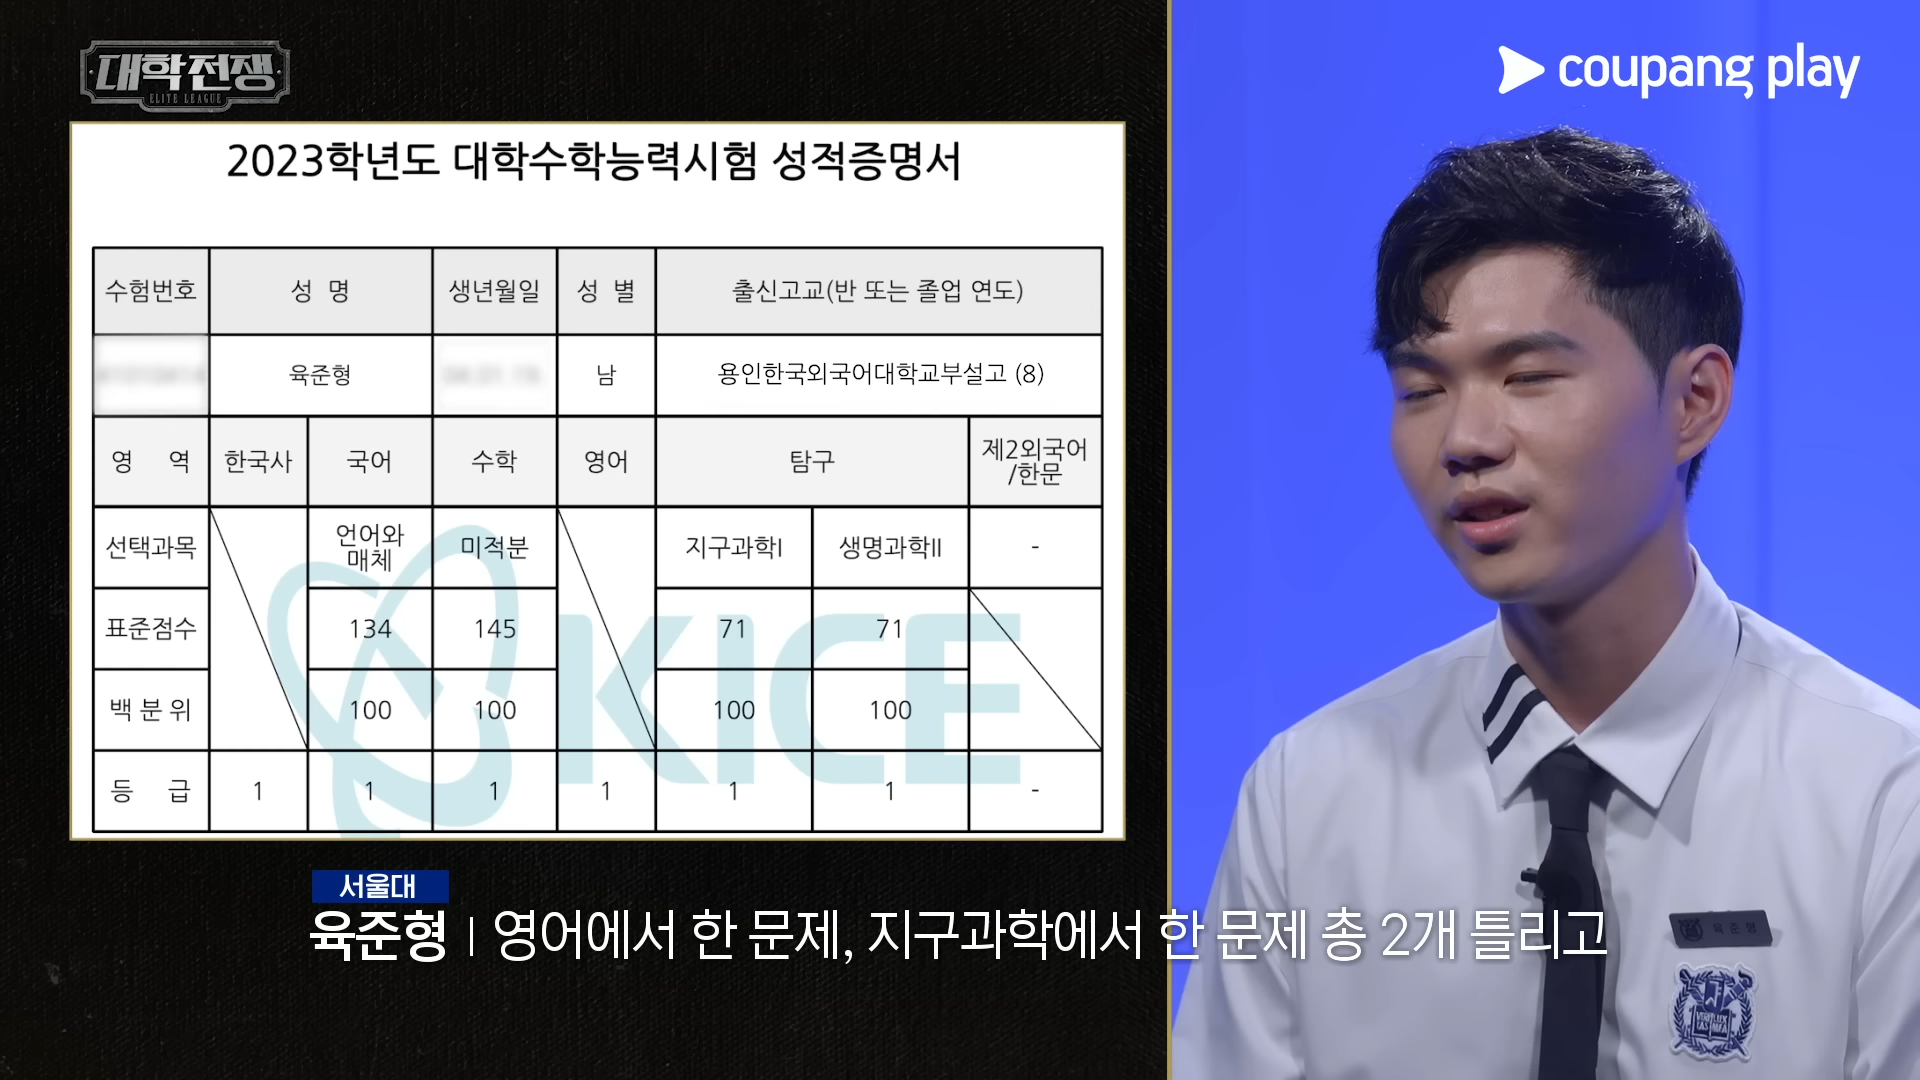 대학전쟁
ELITE LEAGUE
coupang play
2023학년도 대학수학능력시험 성적증명서
수험번호 성 명 생년월일 성 별 출신고교(반 또는 졸업 연도)
육준형 남 용인한국외국어대학교부설고 (8)
영 역 한국사 국어 수학 영어 탐구 제2외국어
/한문
선택과목 언어와 미적분 지구과학I 생명과학II -
매체
표준점수 134 145 71 71
백 분 위 100 100 100 100
등 급 1 1 1 1 1 1 -
KICE
서울대
육준형 | 영어에서 한 문제, 지구과학에서 한 문제 총 2개 틀리고
육준형